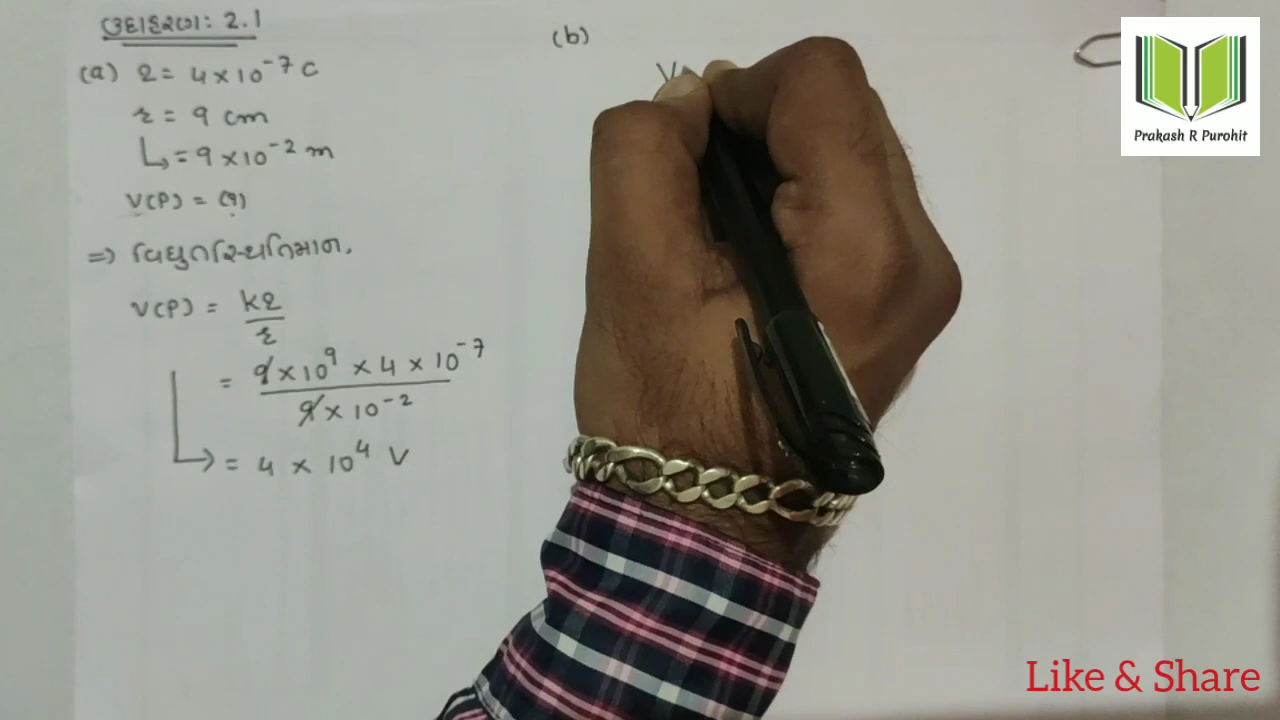 ઉદાહરણ: 2.1
(a) q = 4 × 10⁻⁷ C
r = 9 cm
↳ = 9 × 10⁻² m
V(P) = (?)
⇒ વિદ્યુતસ્થિતિમાન,
V(P) = kq / r
= 9 × 10⁹ × 4 × 10⁻⁷ / 9 × 10⁻²
↳ = 4 × 10⁴ V
(b)
V
Prakash R Purohit
Like & Share